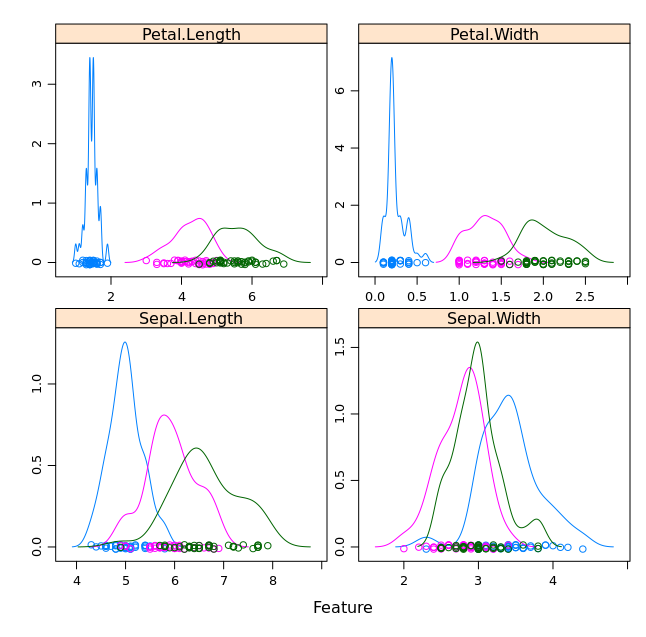 Petal.Length
Petal.Width
0 1 2 3
0 2 4 6
2 4 6
0.0 0.5 1.0 1.5 2.0 2.5
Sepal.Length
Sepal.Width
0.0 0.5 1.0
0.0 0.5 1.0 1.5
4 5 6 7 8
2 3 4
Feature